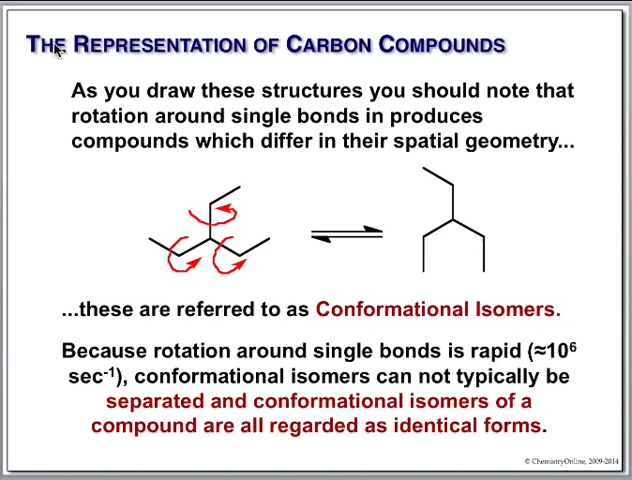 THE REPRESENTATION OF CARBON COMPOUNDS
As you draw these structures you should note that
rotation around single bonds in produces
compounds which differ in their spatial geometry...
...these are referred to as Conformational Isomers.
Because rotation around single bonds is rapid (≈10⁶
sec⁻¹), conformational isomers can not typically be
separated and conformational isomers of a
compound are all regarded as identical forms.
© ChemistryOnline, 2009-2014